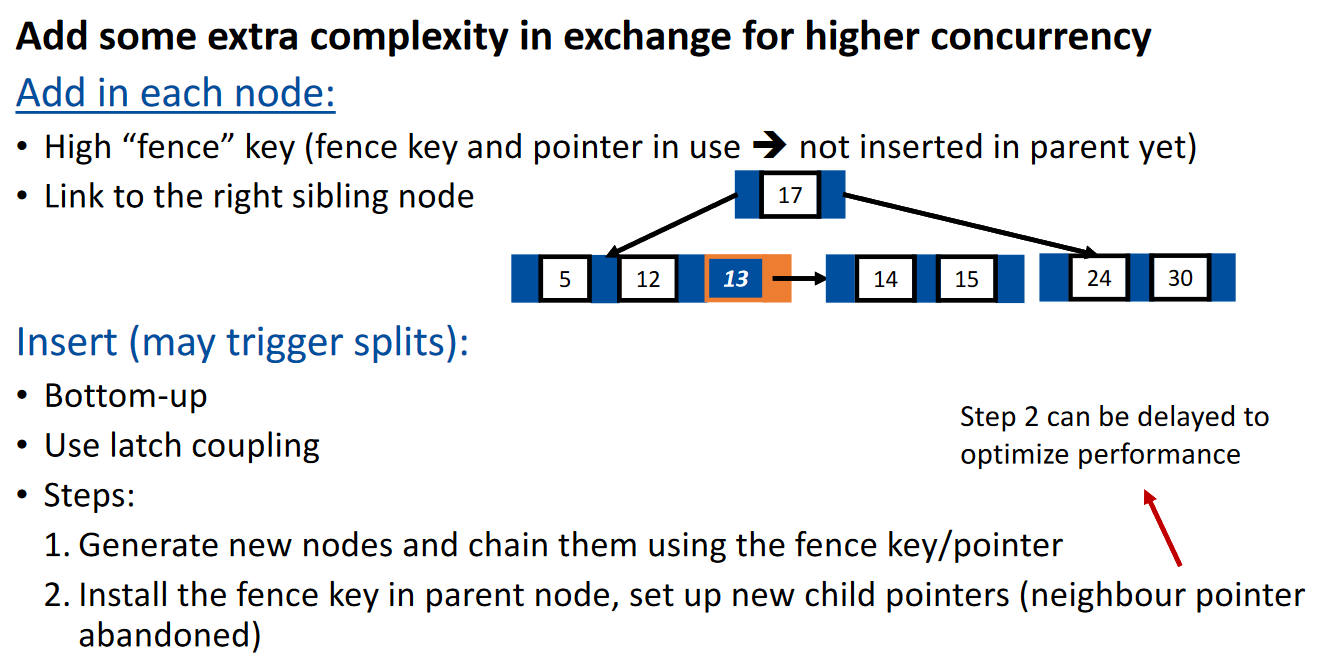 Add some extra complexity in exchange for higher concurrency
Add in each node:
• High “fence” key (fence key and pointer in use ➔ not inserted in parent yet)
• Link to the right sibling node
17
5 12 13 14 15 24 30
Insert (may trigger splits):
• Bottom-up
• Use latch coupling
• Steps:
Step 2 can be delayed to
optimize performance
1. Generate new nodes and chain them using the fence key/pointer
2. Install the fence key in parent node, set up new child pointers (neighbour pointer
abandoned)